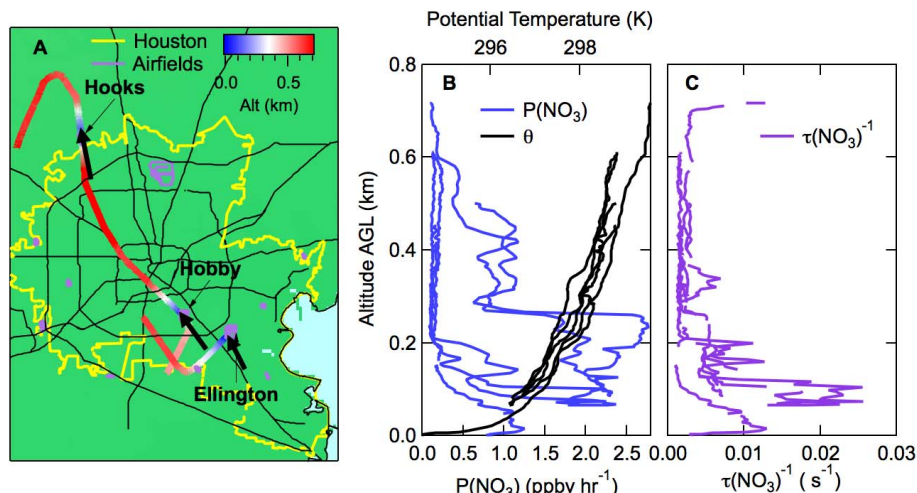 A
Houston
Airfields
0.0
0.6
Alt (km)
Hooks
Hobby
Ellington
Potential Temperature (K)
296
298
0.8
0.6
0.4
0.2
0.0
Altitude AGL (km)
B
P(NO3)
θ
0.0 0.5 1.0 1.5 2.0 2.5
P(NO3) (ppbv hr-1)
C
τ(NO3)-1
0.00 0.01 0.02 0.03
τ(NO3)-1 ( s-1)